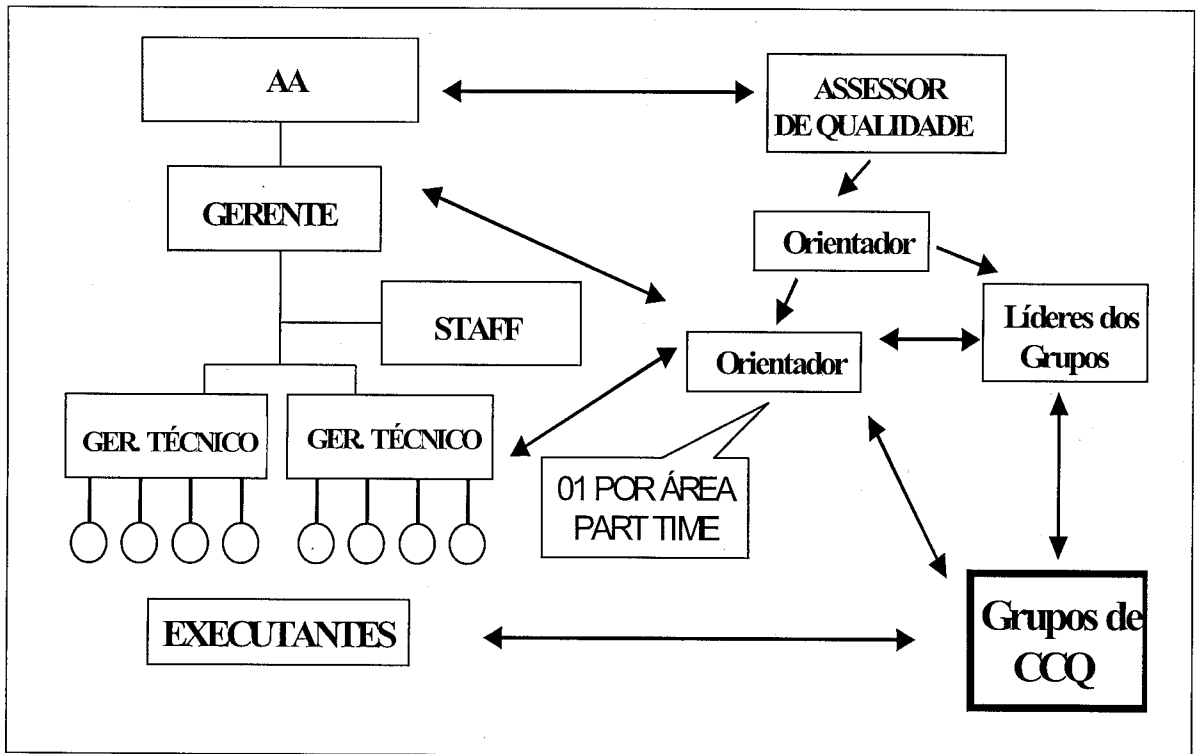 AA
ASSESSOR
DE QUALIDADE
GERENTE
Orientador
STAFF
Líderes dos
Grupos
Orientador
GER. TÉCNICO
GER. TÉCNICO
01 POR ÁREA
PART TIME
EXECUTANTES
Grupos de
CCQ